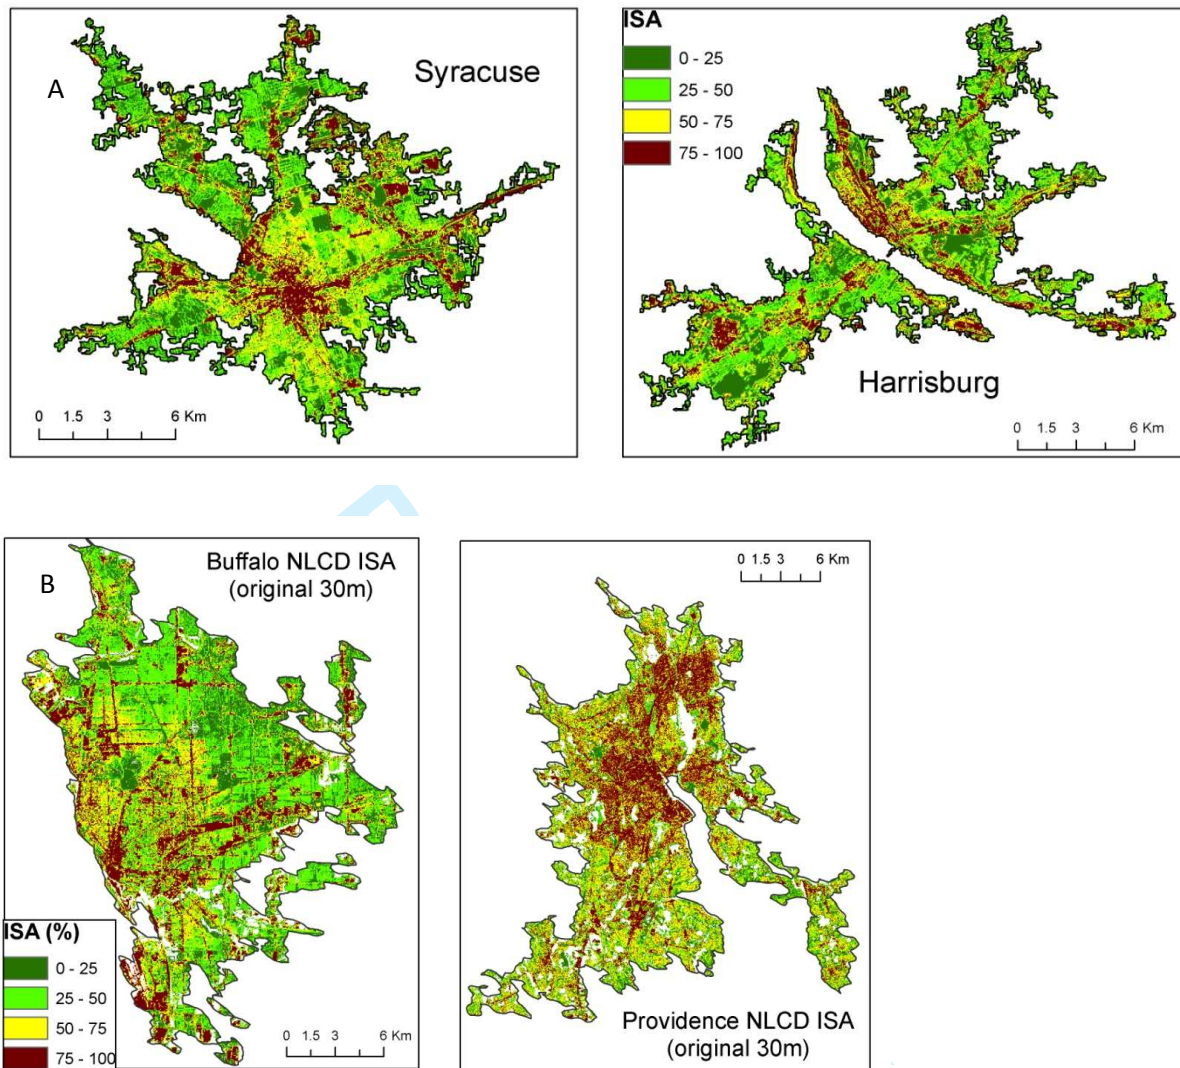 A
Syracuse
0 1.5 3 6 Km
ISA
0 - 25
25 - 50
50 - 75
75 - 100
Harrisburg
0 1.5 3 6 Km
B
Buffalo NLCD ISA
(original 30m)
ISA (%)
0 - 25
25 - 50
50 - 75
75 - 100
0 1.5 3 6 Km
0 1.5 3 6 Km
Providence NLCD ISA
(original 30m)